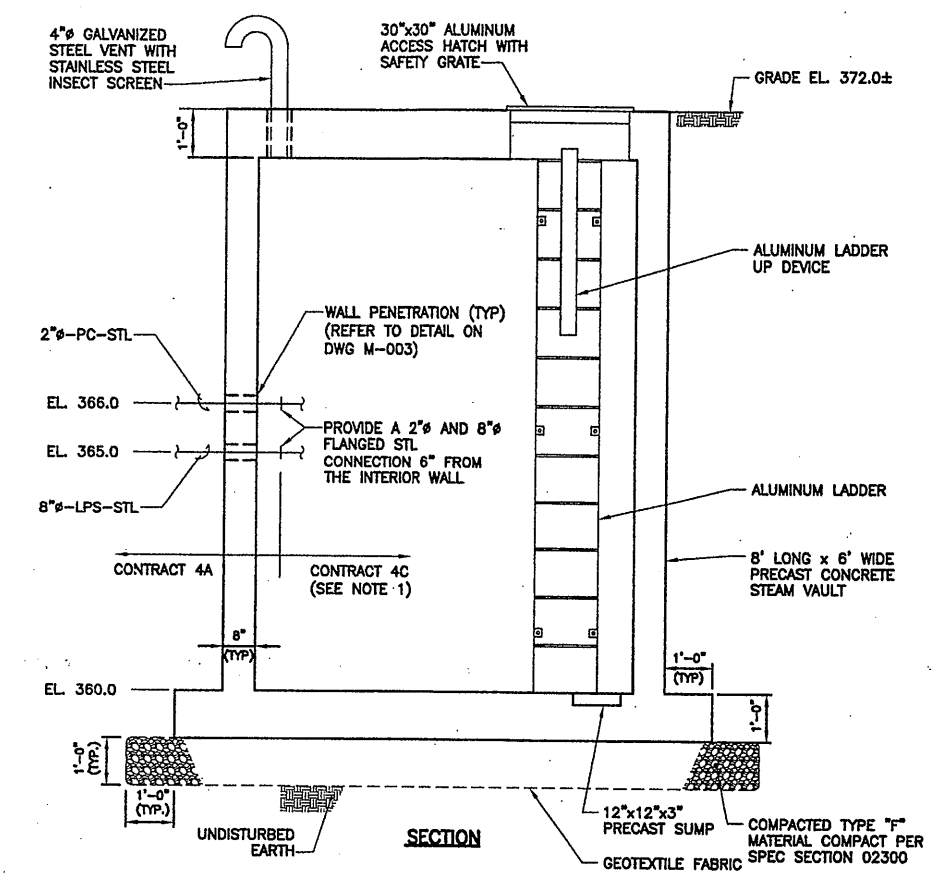 4"ø GALVANIZED
STEEL VENT WITH
STAINLESS STEEL
INSECT SCREEN
30"x30" ALUMINUM
ACCESS HATCH WITH
SAFETY GRATE
GRADE EL. 372.0±
1'-0"
ALUMINUM LADDER
UP DEVICE
WALL PENETRATION (TYP)
(REFER TO DETAIL ON
DWG M-003)
2"ø-PC-STL
EL. 366.0
PROVIDE A 2"ø AND 8"ø
FLANGED STL
CONNECTION 6" FROM
THE INTERIOR WALL
EL. 365.0
8"ø-LPS-STL
ALUMINUM LADDER
CONTRACT 4A
CONTRACT 4C
(SEE NOTE 1)
8' LONG x 6' WIDE
PRECAST CONCRETE
STEAM VAULT
8"
(TYP)
1'-0"
(TYP)
EL. 360.0
1'-0"
1'-0"
(TYP.)
1'-0"
(TYP.)
UNDISTURBED
EARTH
SECTION
12"x12"x3"
PRECAST SUMP
GEOTEXTILE FABRIC
COMPACTED TYPE "F"
MATERIAL COMPACT PER
SPEC SECTION 02300